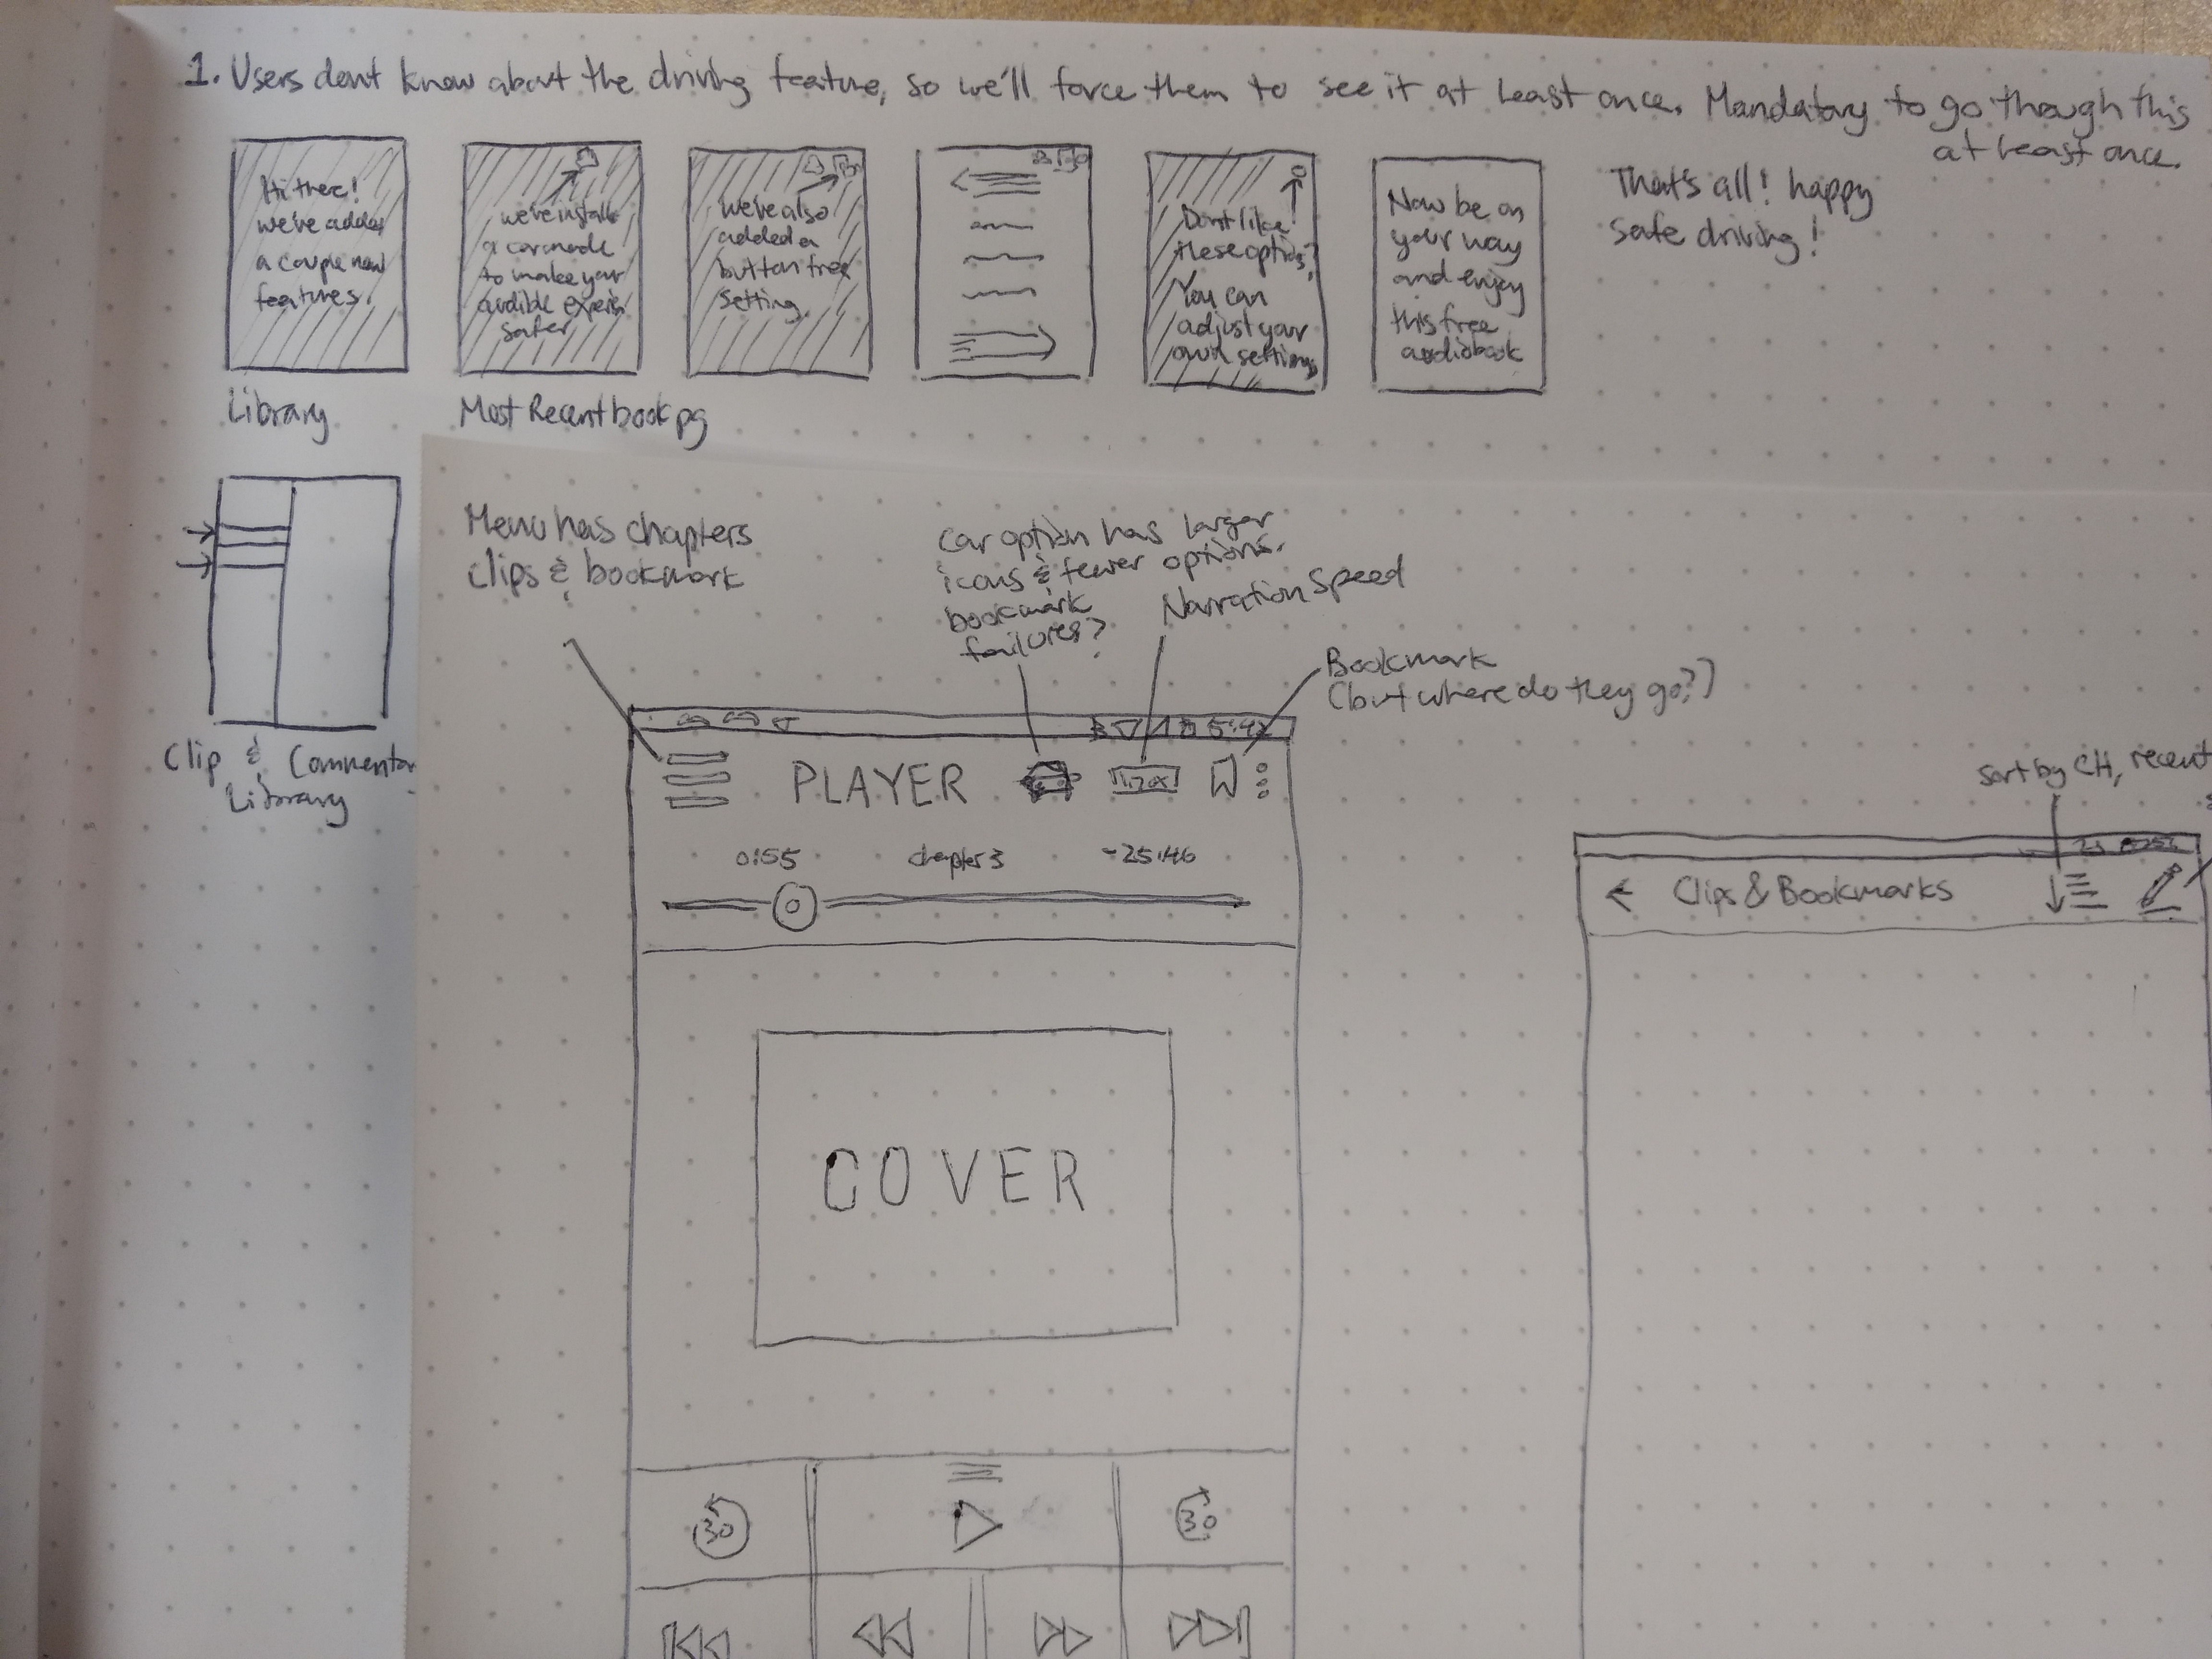 1. Users dont know about the driving feature, so we'll force them to see it at least once. Mandatory to go though this
at least once.
Hi there!
we've added
a couple new
features.
we've install
a car mode
to make your
audible experien
safer
we've also
added a
button free
setting.
Dont like
these options?
You can
adjust your
own settings
Now be on
your way
and enjoy
this free
audiobook
That's all! happy
safe driving!
Library
Most Recent book pg
Clip & Commentar
Library
Menu has chapters
clips & bookmark
car option has larger
icons & fewer options.
bookmark
failures?
Narration Speed
Bookmark
(but where do they go?)
5:42
PLAYER
0:55 chapter 3 -25:46
COVER
30
30
sort by CH, recent
Clips & Bookmarks